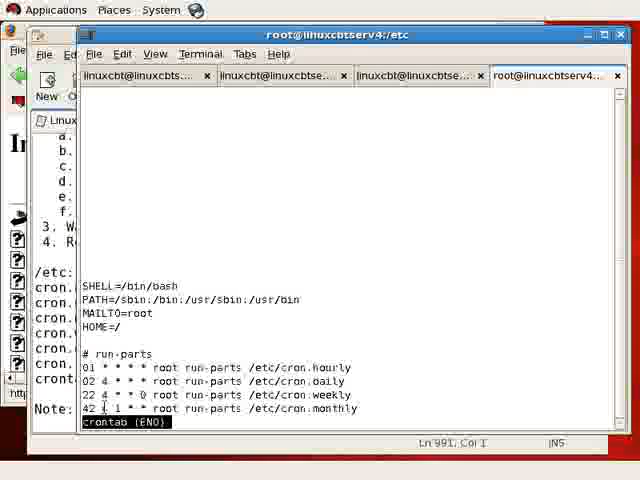 Applications Places System
root@linuxcbtserv4:/etc
File Edit View Terminal Tabs Help
linuxcbt@linuxcbts... linuxcbt@linuxcbtse... linuxcbt@linuxcbtse... root@linuxcbtserv4...
File
File
New
Linux
a.
b.
c.
d.
e.
f.
3.
4.
/etc:
cron.
cron.
cron.
cron.
cron.
cront
Note:
SHELL=/bin/bash
PATH=/sbin:/bin:/usr/sbin:/usr/bin
MAILTO=root
HOME=/
# run-parts
01 * * * * root run-parts /etc/cron.hourly
02 4 * * * root run-parts /etc/cron.daily
22 4 * * 0 root run-parts /etc/cron.weekly
42 4 1 * * root run-parts /etc/cron.monthly
crontab (END)
Ln 991, Col 1 INS